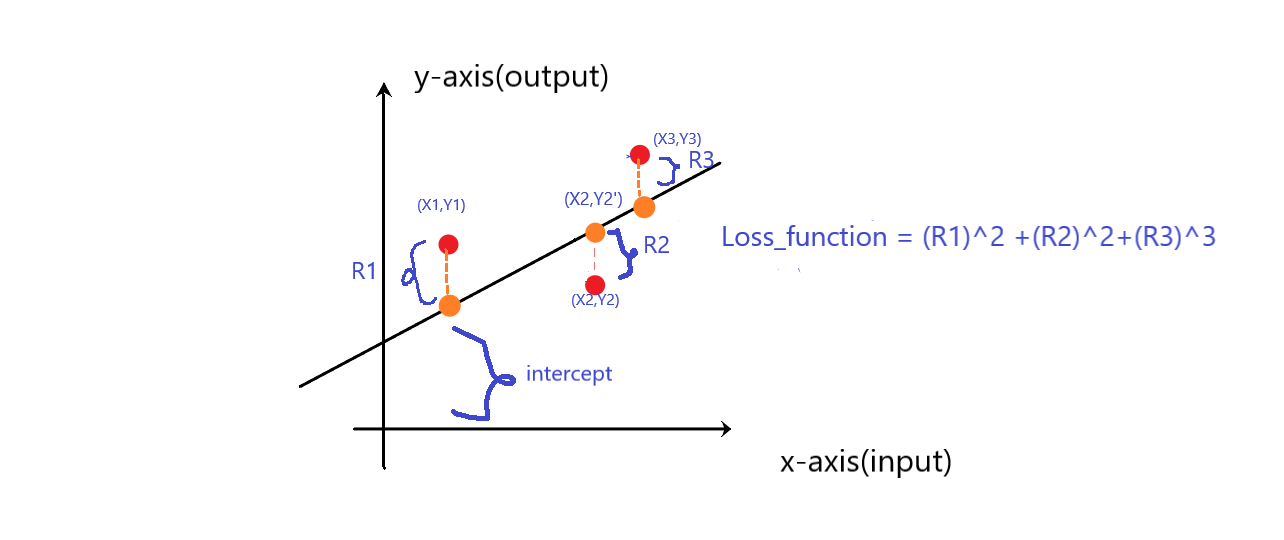 y-axis(output)
(X3,Y3)
R3
(X1,Y1)
(X2,Y2')
R2
Loss_function = (R1)^2 +(R2)^2+(R3)^3
R1
(X2,Y2)
intercept
x-axis(input)